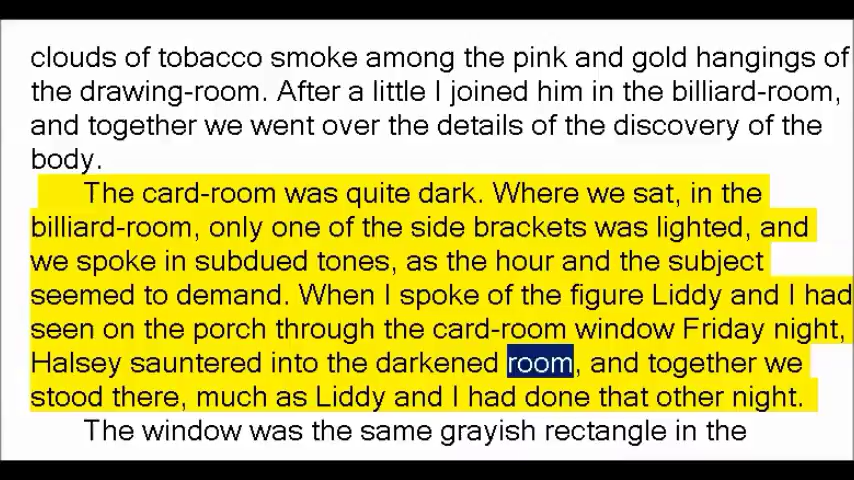 clouds of tobacco smoke among the pink and gold hangings of
the drawing-room. After a little I joined him in the billiard-room,
and together we went over the details of the discovery of the
body.
The card-room was quite dark. Where we sat, in the
billiard-room, only one of the side brackets was lighted, and
we spoke in subdued tones, as the hour and the subject
seemed to demand. When I spoke of the figure Liddy and I had
seen on the porch through the card-room window Friday night,
Halsey sauntered into the darkened room, and together we
stood there, much as Liddy and I had done that other night.
The window was the same grayish rectangle in the